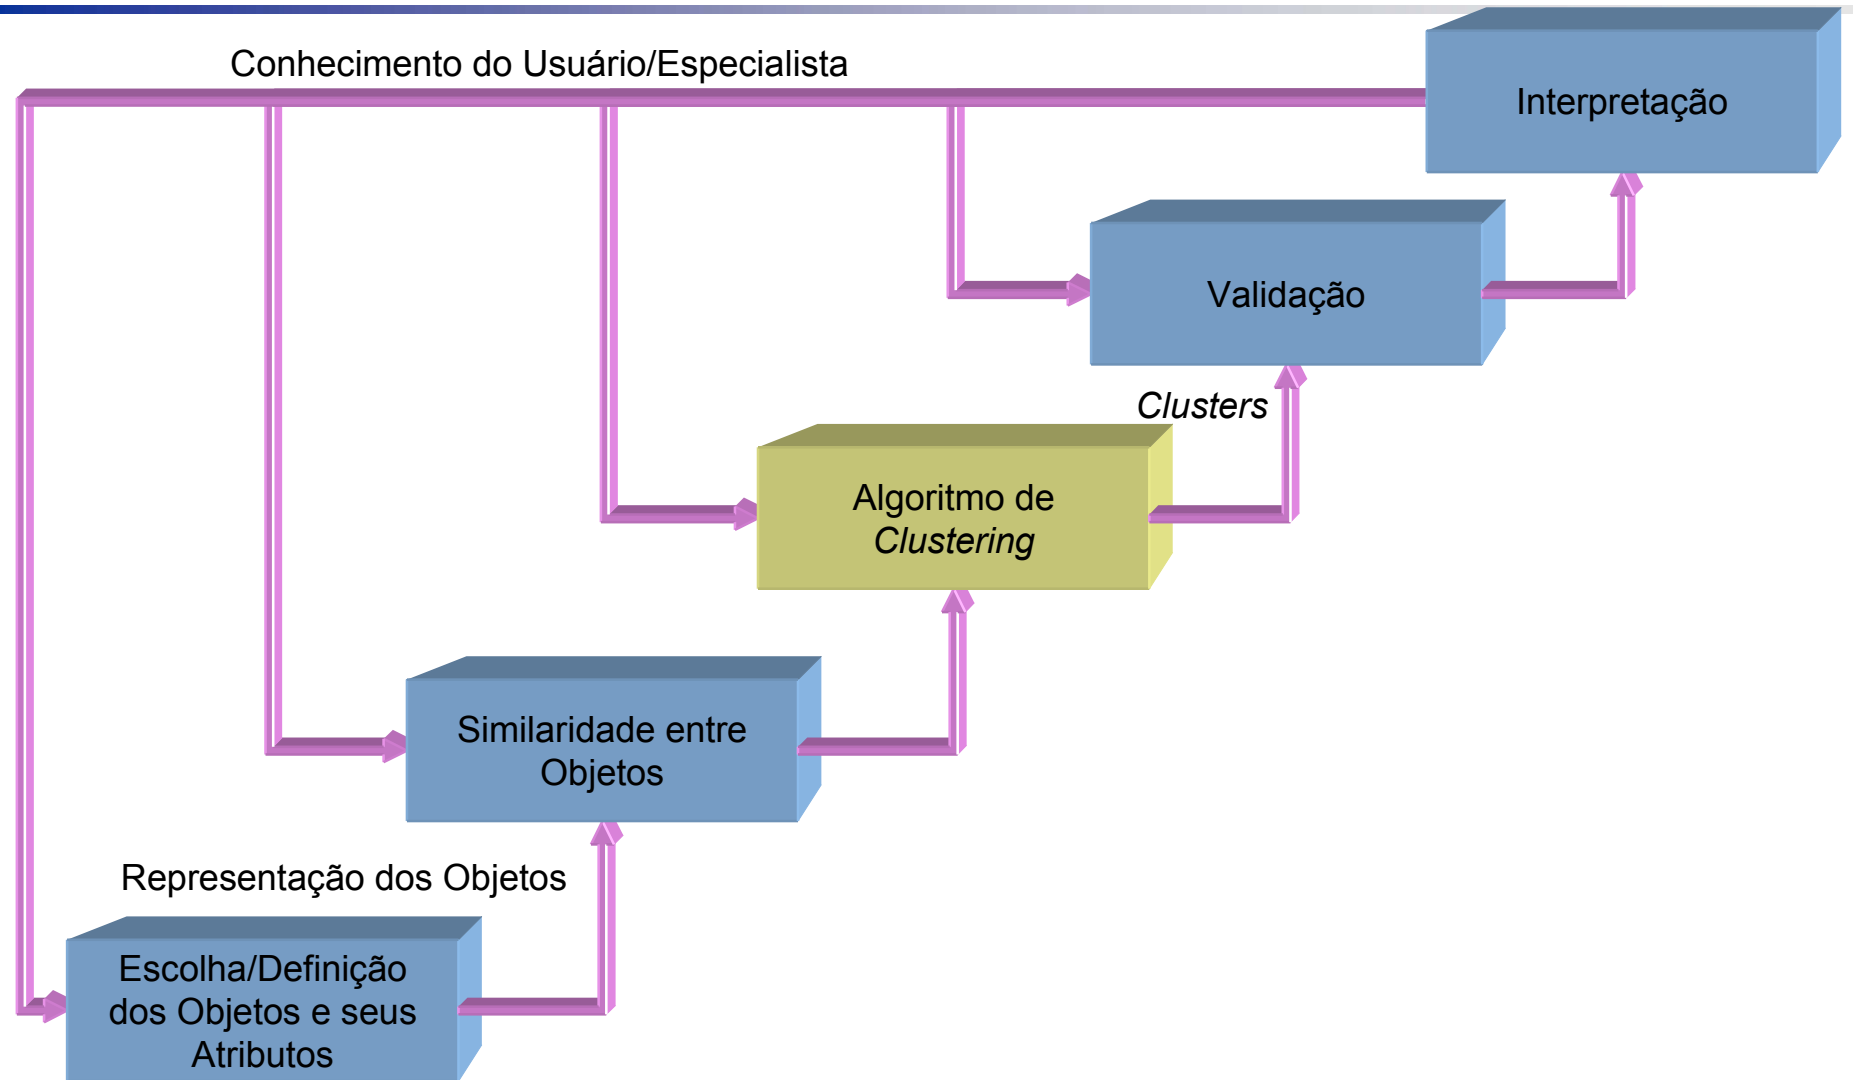 Conhecimento do Usuário/Especialista
Interpretação
Validação
Clusters
Algoritmo de
Clustering
Similaridade entre
Objetos
Representação dos Objetos
Escolha/Definição
dos Objetos e seus
Atributos